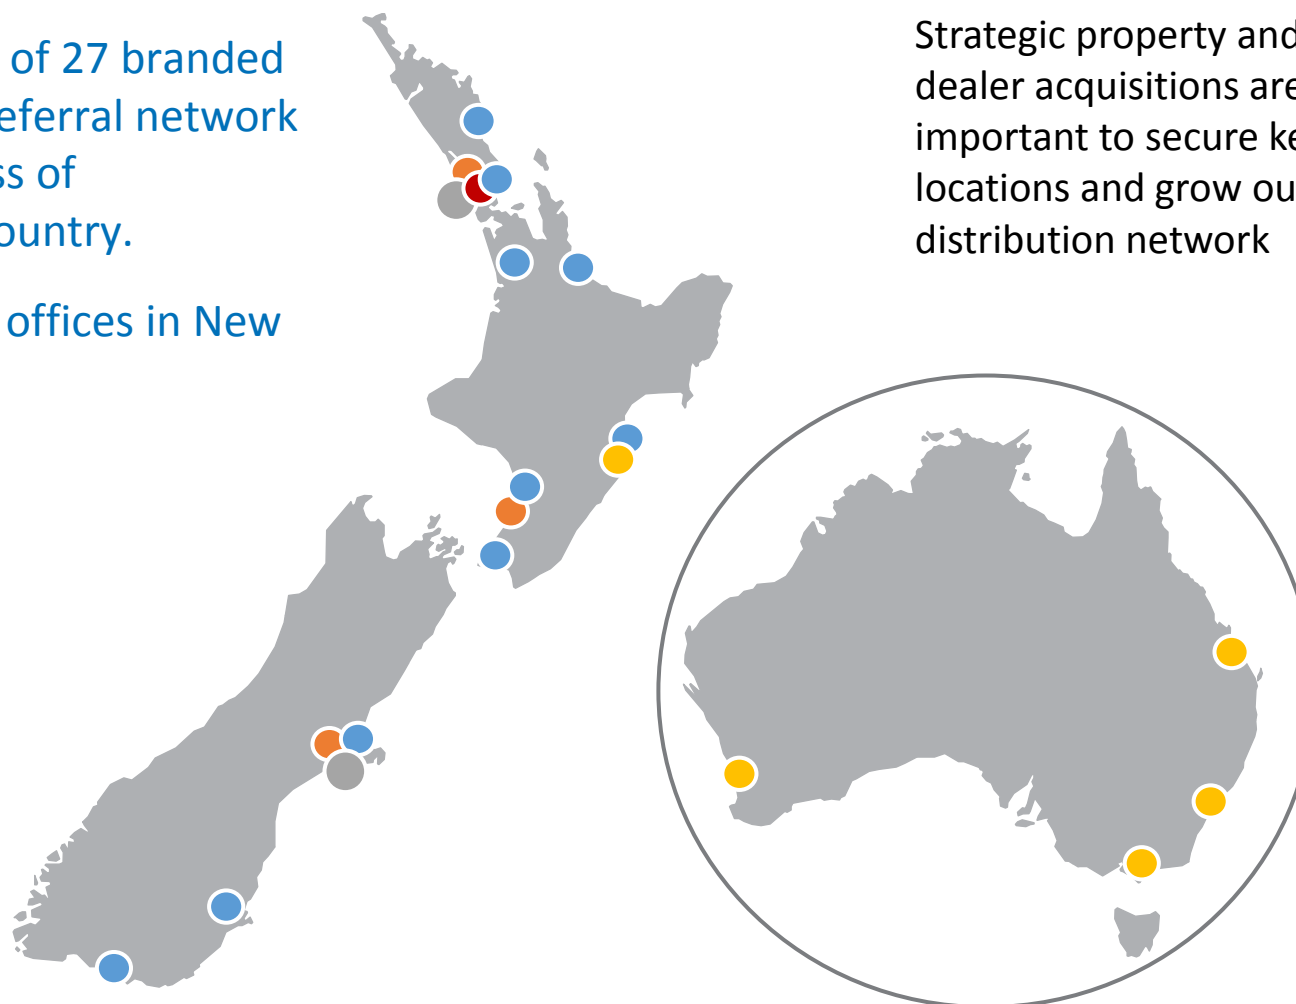 of 27 branded
eferral network
ss of
ountry.
offices in New
Strategic property and
dealer acquisitions are
important to secure ke
locations and grow ou
distribution network